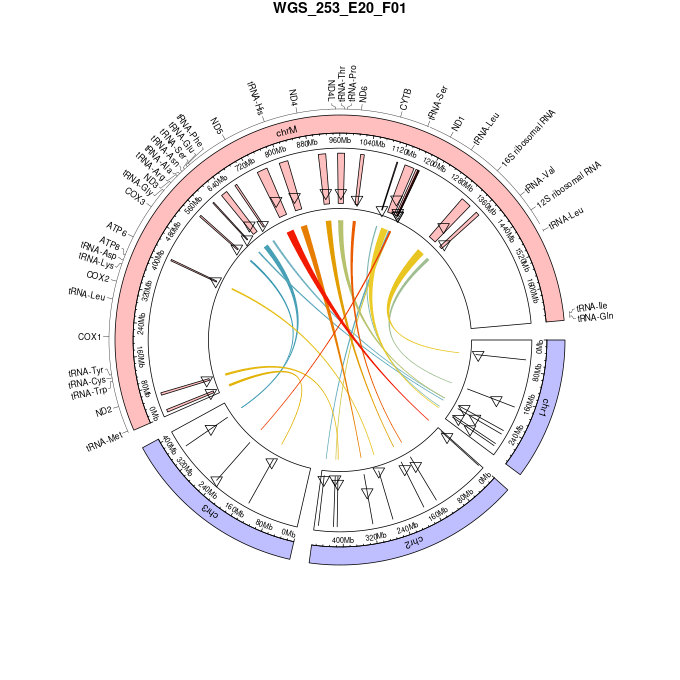 WGS_253_E20_F01
tRNA-Met
ND2
tRNA-Trp
tRNA-Cys
tRNA-Tyr
COX1
tRNA-Leu
COX2
tRNA-Lys
tRNA-Asp
ATP8
ATP6
COX3
tRNA-Gly
ND3
tRNA-Arg
tRNA-Ala
tRNA-Asn
tRNA-Ser
tRNA-Glu
tRNA-Phe
ND5
tRNA-His
ND4
ND4L
tRNA-Thr
tRNA-Pro
ND6
CYTB
tRNA-Ser
ND1
tRNA-Leu
16S ribosomal RNA
tRNA-Val
12S ribosomal RNA
tRNA-Leu
tRNA-Ile
tRNA-Gln
chrM
0Mb
80Mb
160Mb
240Mb
320Mb
400Mb
480Mb
560Mb
640Mb
720Mb
800Mb
880Mb
960Mb
1040Mb
1120Mb
1200Mb
1280Mb
1360Mb
1440Mb
1520Mb
1600Mb
chr1
0Mb
80Mb
160Mb
240Mb
chr2
0Mb
80Mb
160Mb
240Mb
320Mb
400Mb
chr3
0Mb
80Mb
160Mb
240Mb
320Mb
400Mb